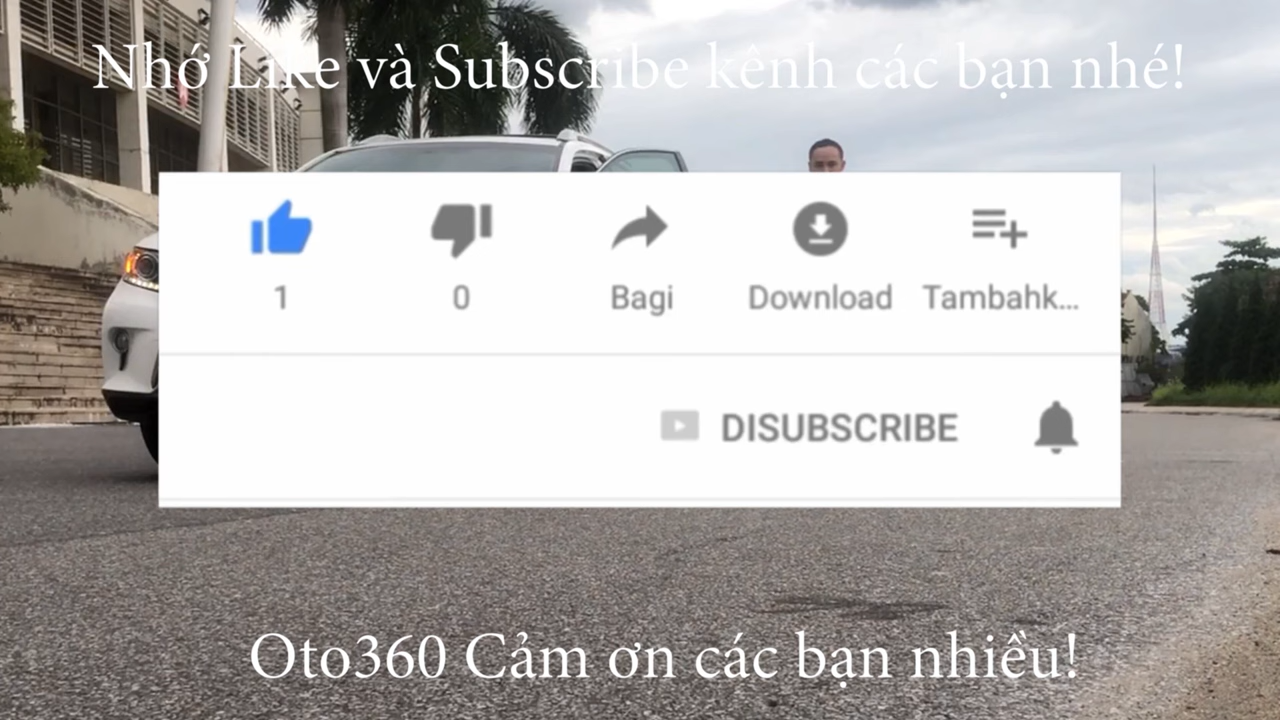 Nhớ Like và Subscribe kênh các bạn nhé!
1
0
Bagi
Download
Tambahk...
DISUBSCRIBE
Oto360 Cảm ơn các bạn nhiều!